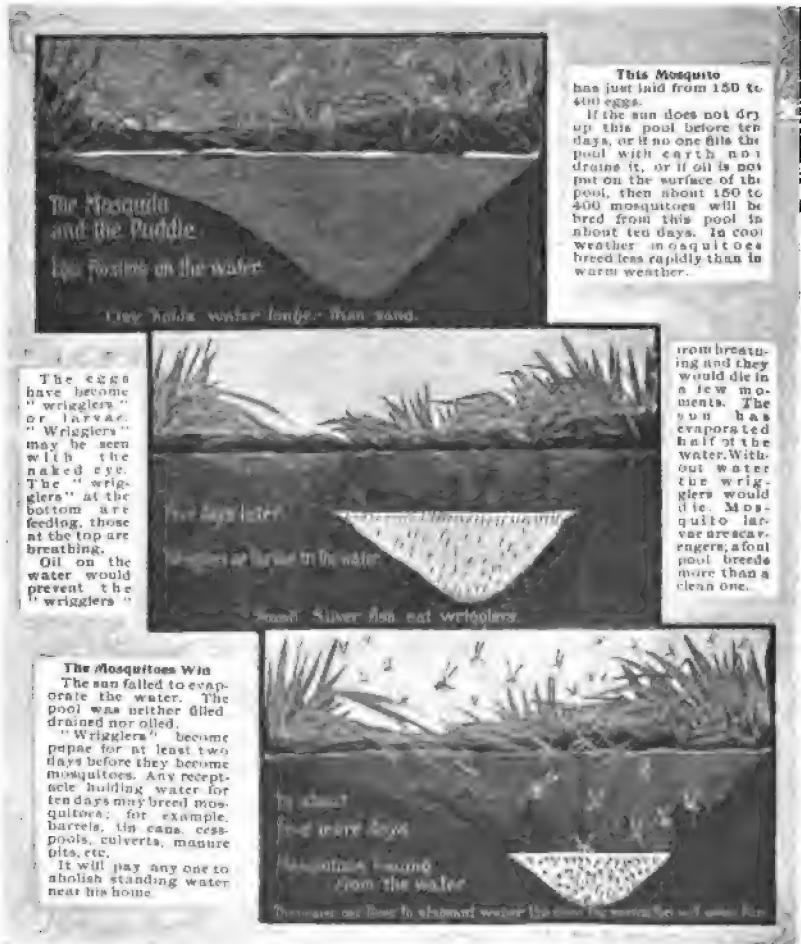 This Mosquito
has just laid from 150 to
400 eggs.
If the sun does not dry
up this pool before ten
days, or if no one fills the
pool with earth nor
drains it, or if oil is not
put on the surface of the
pool, then about 150 to
400 mosquitoes will be
bred from this pool in
about ten days. In cool
weather mosquitoes
breed less rapidly than in
warm weather.
The Mosquito
and the Puddle
Eggs floating on the water
Clay holds water longer than sand.
The eggs
have become
"wrigglers"
or larvae.
"Wrigglers"
may be seen
with the
naked eye.
The "wrig-
glers" at the
bottom are
feeding, those
at the top are
breathing.
Oil on the
water would
prevent the
"wrigglers"
from breath-
ing and they
would die in
a few mo-
ments. The
sun has
evaporated
half of the
water. With-
out water
the wrig-
glers would
die. Mos-
quito lar-
vae are scav-
engers; a foul
pool breeds
more than a
clean one.
Five days later
Wrigglers or larvae in the water
Small Silver fish eat wrigglers.
The Mosquitoes Win
The sun failed to evap-
orate the water. The
pool was neither filled
drained nor oiled.
"Wrigglers" become
pupae for at least two
days before they become
mosquitoes. Any recept-
acle holding water for
ten days may breed mos-
quitoes; for example,
barrels, tin cans, cess-
pools, culverts, manure
pits, etc.
It will pay any one to
abolish standing water
near his home
In about
five more days
Mosquitoes
from the water